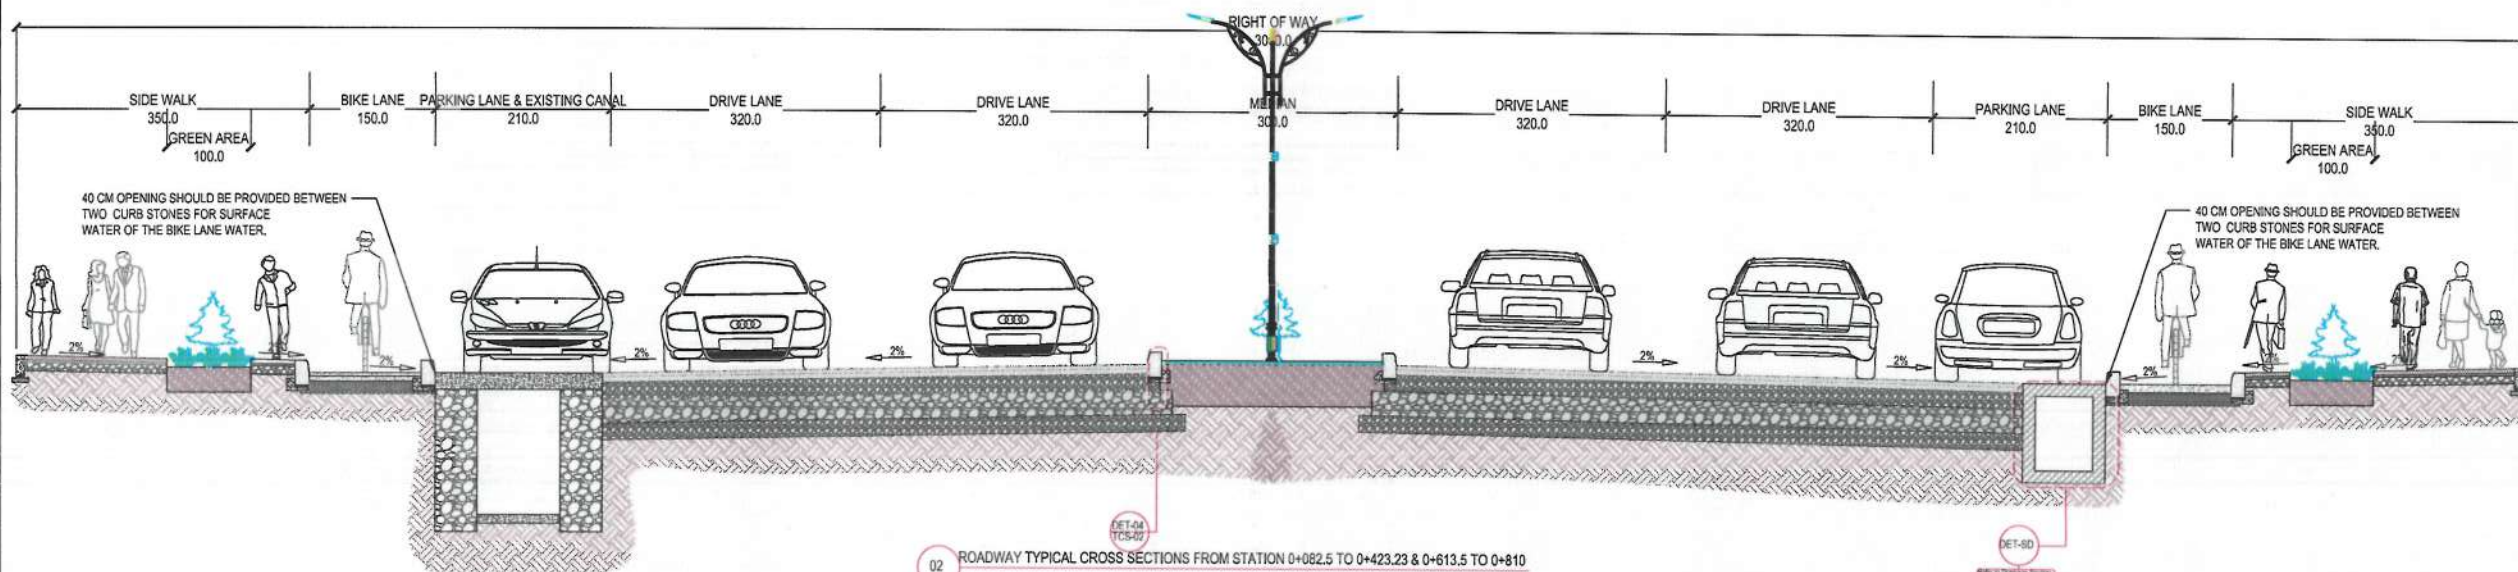 RIGHT OF WAY
SIDE WALK
350.0
GREEN AREA
100.0
BIKE LANE
150.0
PARKING LANE & EXISTING CANAL
210.0
DRIVE LANE
320.0
DRIVE LANE
320.0
MEDIAN
300.0
DRIVE LANE
320.0
DRIVE LANE
320.0
PARKING LANE
210.0
BIKE LANE
150.0
SIDE WALK
350.0
GREEN AREA
100.0
40 CM OPENING SHOULD BE PROVIDED BETWEEN
TWO CURB STONES FOR SURFACE
WATER OF THE BIKE LANE WATER.
40 CM OPENING SHOULD BE PROVIDED BETWEEN
TWO CURB STONES FOR SURFACE
WATER OF THE BIKE LANE WATER.
2%
2%
2%
2%
2%
2%
2%
DET-04
TCS-02
DET-SD
02
ROADWAY TYPICAL CROSS SECTIONS FROM STATION 0+082.5 TO 0+423.23 & 0+613.5 TO 0+810